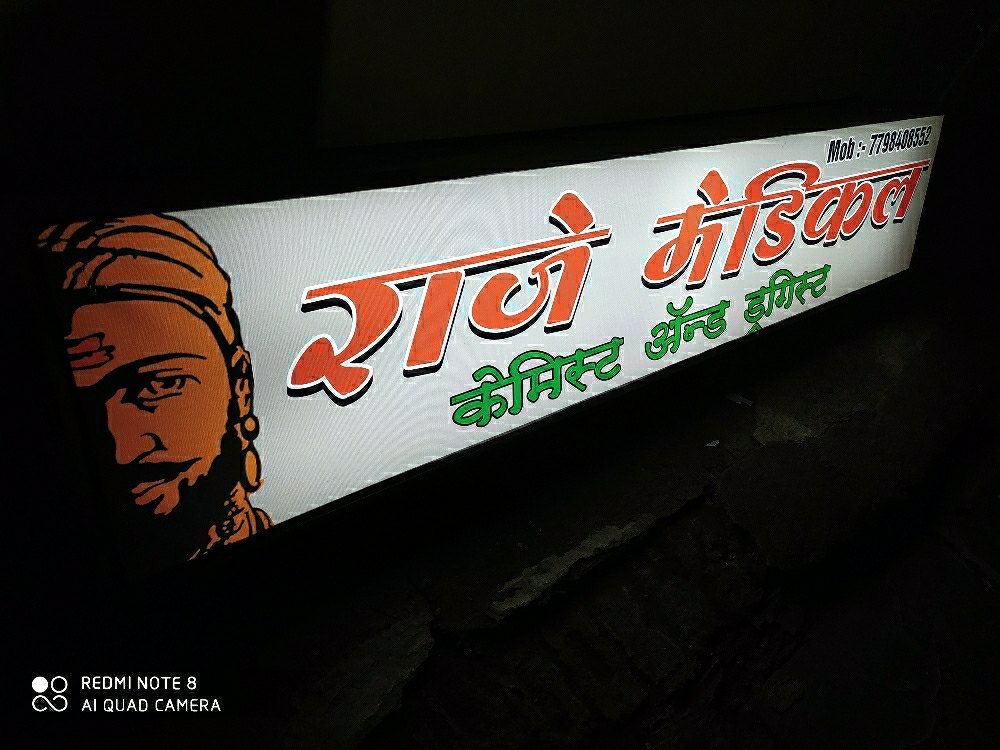 Mob :- 7798408552
राजे मेडिकल
केमिस्ट ॲन्ड ड्रगिस्ट
REDMI NOTE 8
AI QUAD CAMERA